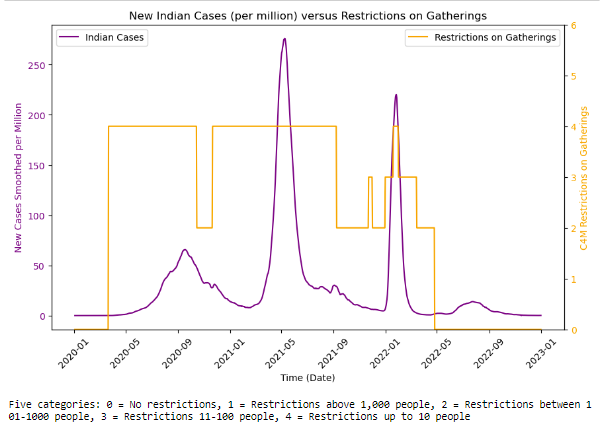 New Indian Cases (per million) versus Restrictions on Gatherings
Indian Cases
Restrictions on Gatherings
New Cases Smoothed per Million
250
200
150
100
50
0
C4M Restrictions on Gatherings
6
5
4
3
2
1
0
2020-01
2020-05
2020-09
2021-01
2021-05
2021-09
2022-01
2022-05
2022-09
2023-01
Time (Date)
Five categories: 0 = No restrictions, 1 = Restrictions above 1,000 people, 2 = Restrictions between 1
01-1000 people, 3 = Restrictions 11-100 people, 4 = Restrictions up to 10 people